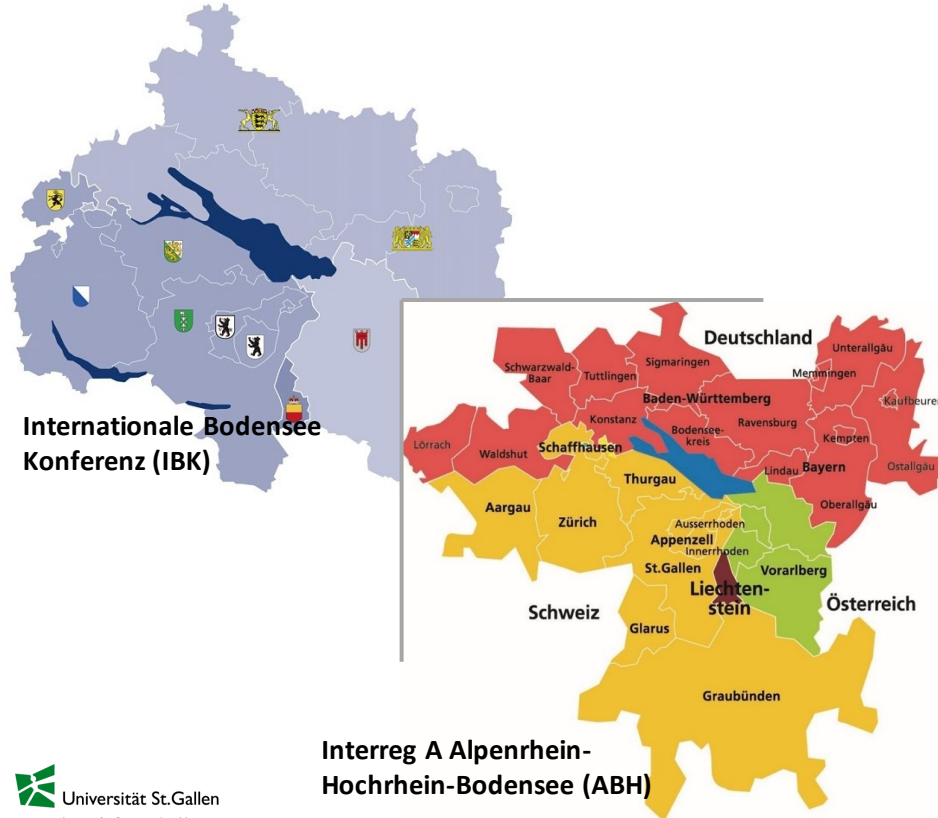 Internationale Bodensee
Konferenz (IBK)
Deutschland
Unterallgäu
Schwarzwald-
Baar
Tuttlingen
Sigmaringen
Memmingen
Kaufbeuren
Baden-Württemberg
Konstanz
Ravensburg
Bodensee-
kreis
Kempten
Lörrach
Waldshut
Schaffhausen
Lindau
Bayern
Ostallgäu
Thurgau
Oberallgäu
Aargau
Zürich
Ausserrhoden
Appenzell
Innerrhoden
St.Gallen
Vorarlberg
Liechten-
stein
Schweiz
Österreich
Glarus
Graubünden
Interreg A Alpenrhein-
Hochrhein-Bodensee (ABH)
Universität St.Gallen